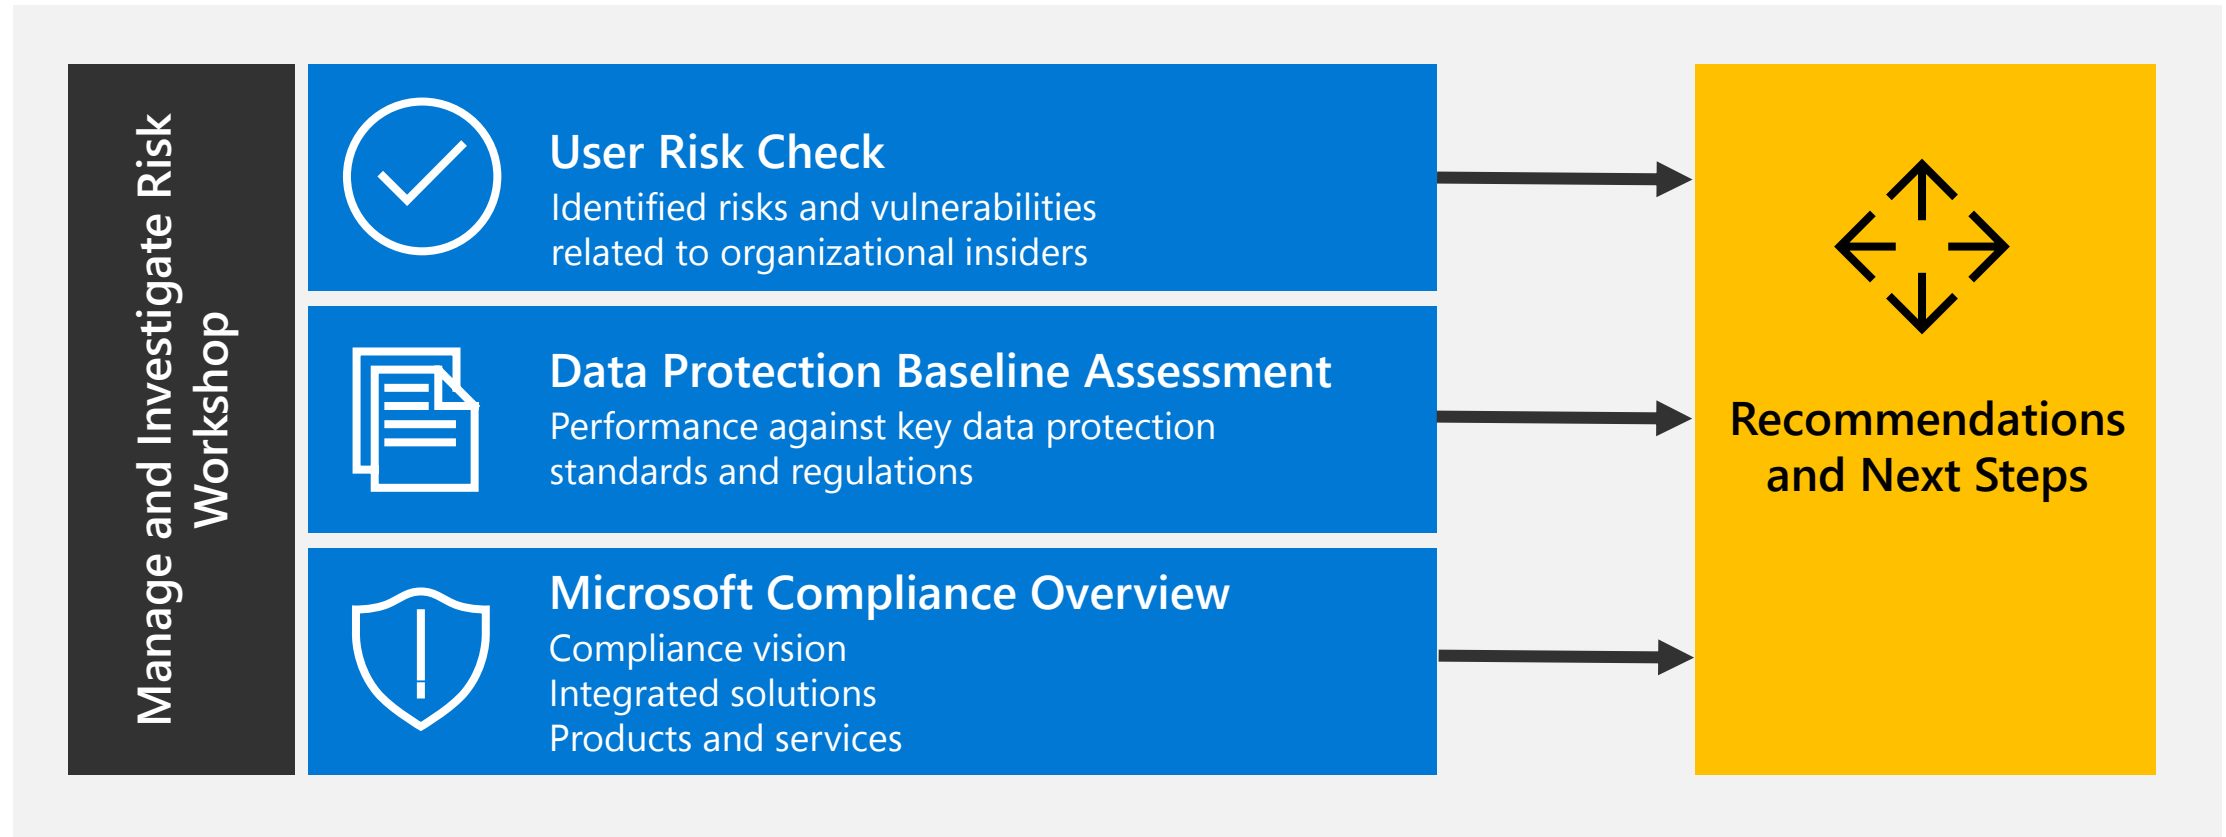 Manage and Investigate Risk
Workshop
User Risk Check
Identified risks and vulnerabilities
related to organizational insiders
Data Protection Baseline Assessment
Performance against key data protection
standards and regulations
Microsoft Compliance Overview
Compliance vision
Integrated solutions
Products and services
Recommendations
and Next Steps